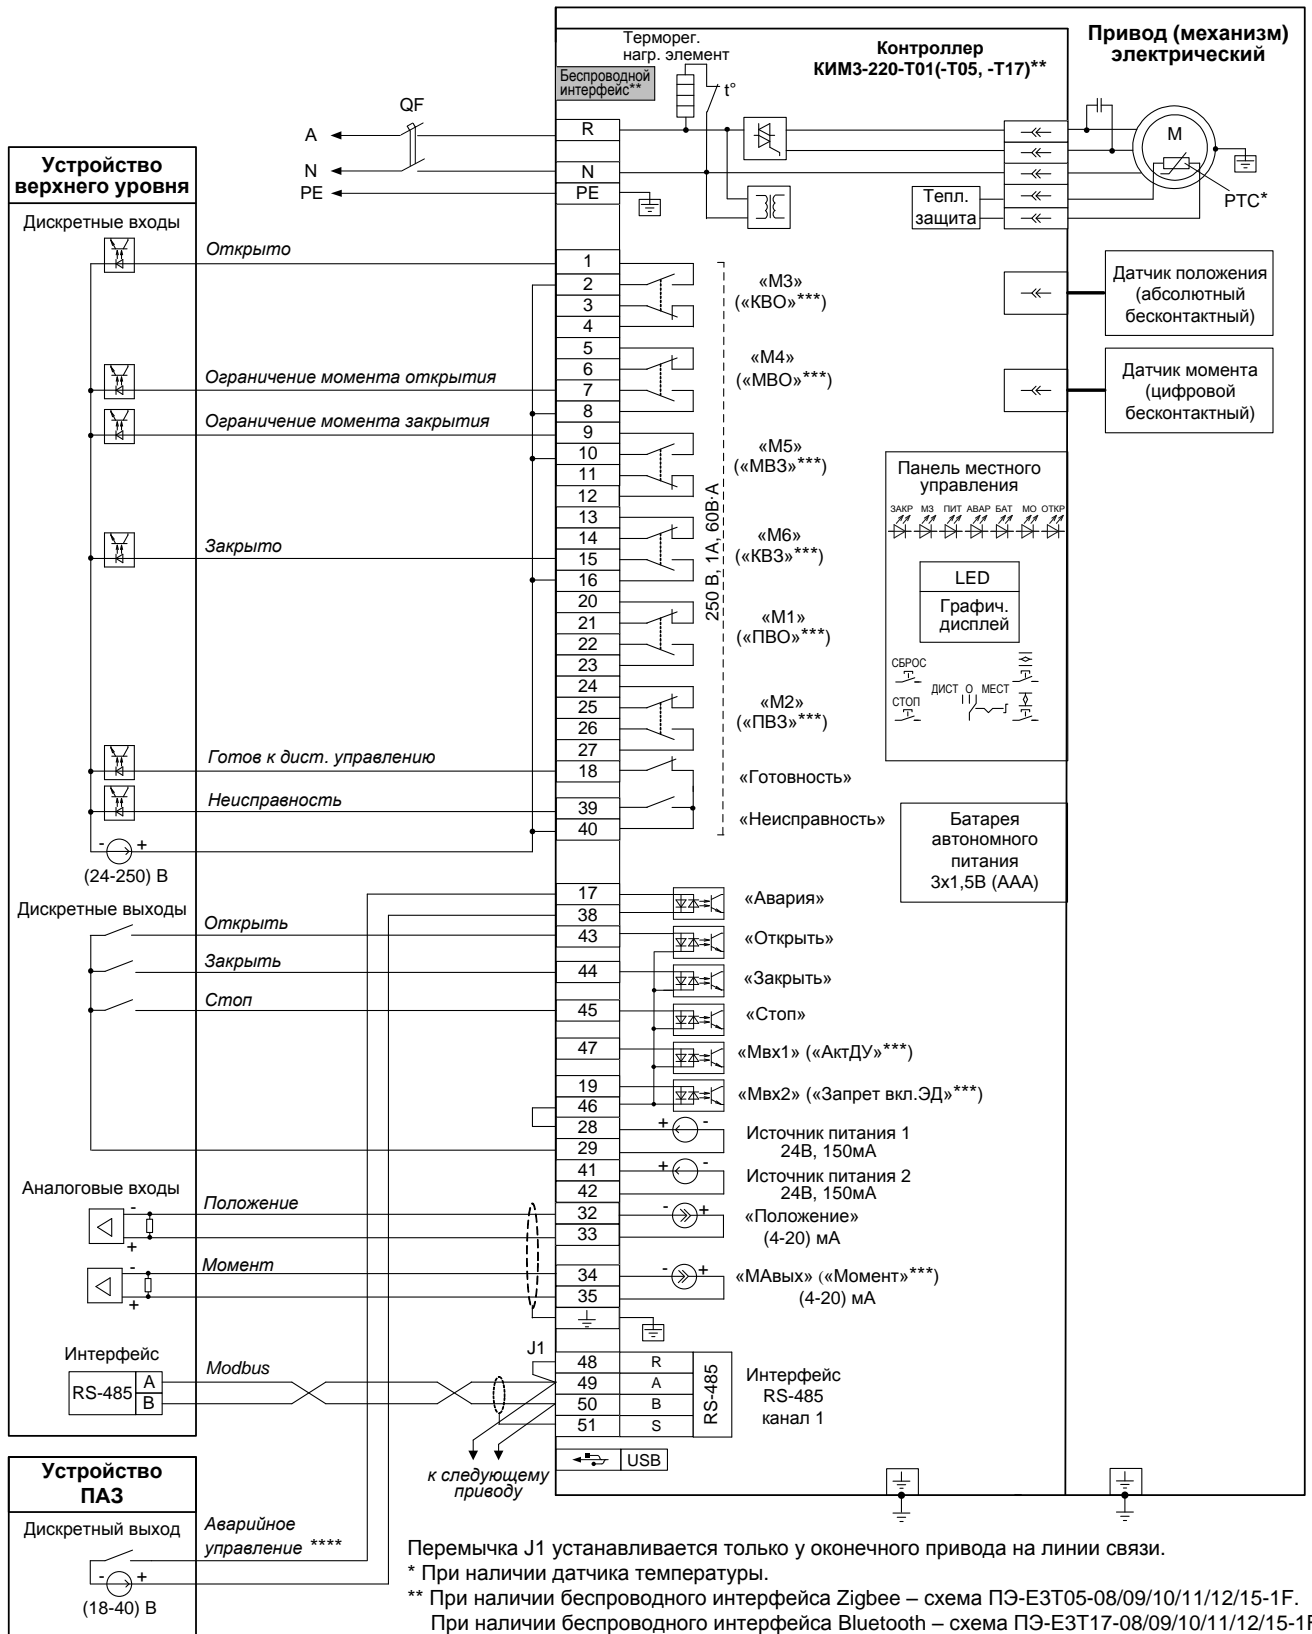 Терморег.
нагр. элемент
Контроллер
КИМ3-220-Т01(-Т05, -Т17)**
Привод (механизм)
электрический
Беспроводной
интерфейс**
t°
QF
A
N
PE
R
N
PE
M
PTC*
Тепл.
защита
Устройство
верхнего уровня
Дискретные входы
Открыто
Ограничение момента открытия
Ограничение момента закрытия
Закрыто
Готов к дист. управлению
Неисправность
- +
(24-250) В
1
2
3
4
5
6
7
8
9
10
11
12
13
14
15
16
20
21
22
23
24
25
26
27
18
39
40
«М3»
(«КВО»***)
«М4»
(«МВО»***)
«М5»
(«МВЗ»***)
«М6»
(«КВЗ»***)
«М1»
(«ПВО»***)
«М2»
(«ПВЗ»***)
«Готовность»
«Неисправность»
250 В, 1А, 60В·А
Датчик положения
(абсолютный
бесконтактный)
Датчик момента
(цифровой
бесконтактный)
Панель местного
управления
ЗАКР МЗ ПИТ АВАР БАТ МО ОТКР
LED
Графич.
дисплей
СБРОС
СТОП
ДИСТ О МЕСТ
Батарея
автономного
питания
3х1,5В (ААА)
Дискретные выходы
Открыть
Закрыть
Стоп
17
38
43
44
45
47
19
46
28
29
41
42
32
33
34
35
«Авария»
«Открыть»
«Закрыть»
«Стоп»
«Мвх1» («АктДУ»***)
«Мвх2» («Запрет вкл.ЭД»***)
+ -
Источник питания 1
24В, 150мА
+ -
Источник питания 2
24В, 150мА
- +
«Положение»
(4-20) мА
- +
«МАвых» («Момент»***)
(4-20) мА
Аналоговые входы
Положение
-
+
Момент
-
+
Интерфейс
RS-485
A
B
Modbus
J1
48 R
49 A
50 B
51 S
RS-485
Интерфейс
RS-485
канал 1
USB
к следующему
приводу
Устройство
ПАЗ
Дискретный выход
Аварийное
управление ****
- +
(18-40) В
Перемычка J1 устанавливается только у оконечного привода на линии связи.
* При наличии датчика температуры.
** При наличии беспроводного интерфейса Zigbee – схема ПЭ-Е3Т05-08/09/10/11/12/15-1F.
При наличии беспроводного интерфейса Bluetooth – схема ПЭ-Е3Т17-08/09/10/11/12/15-1F